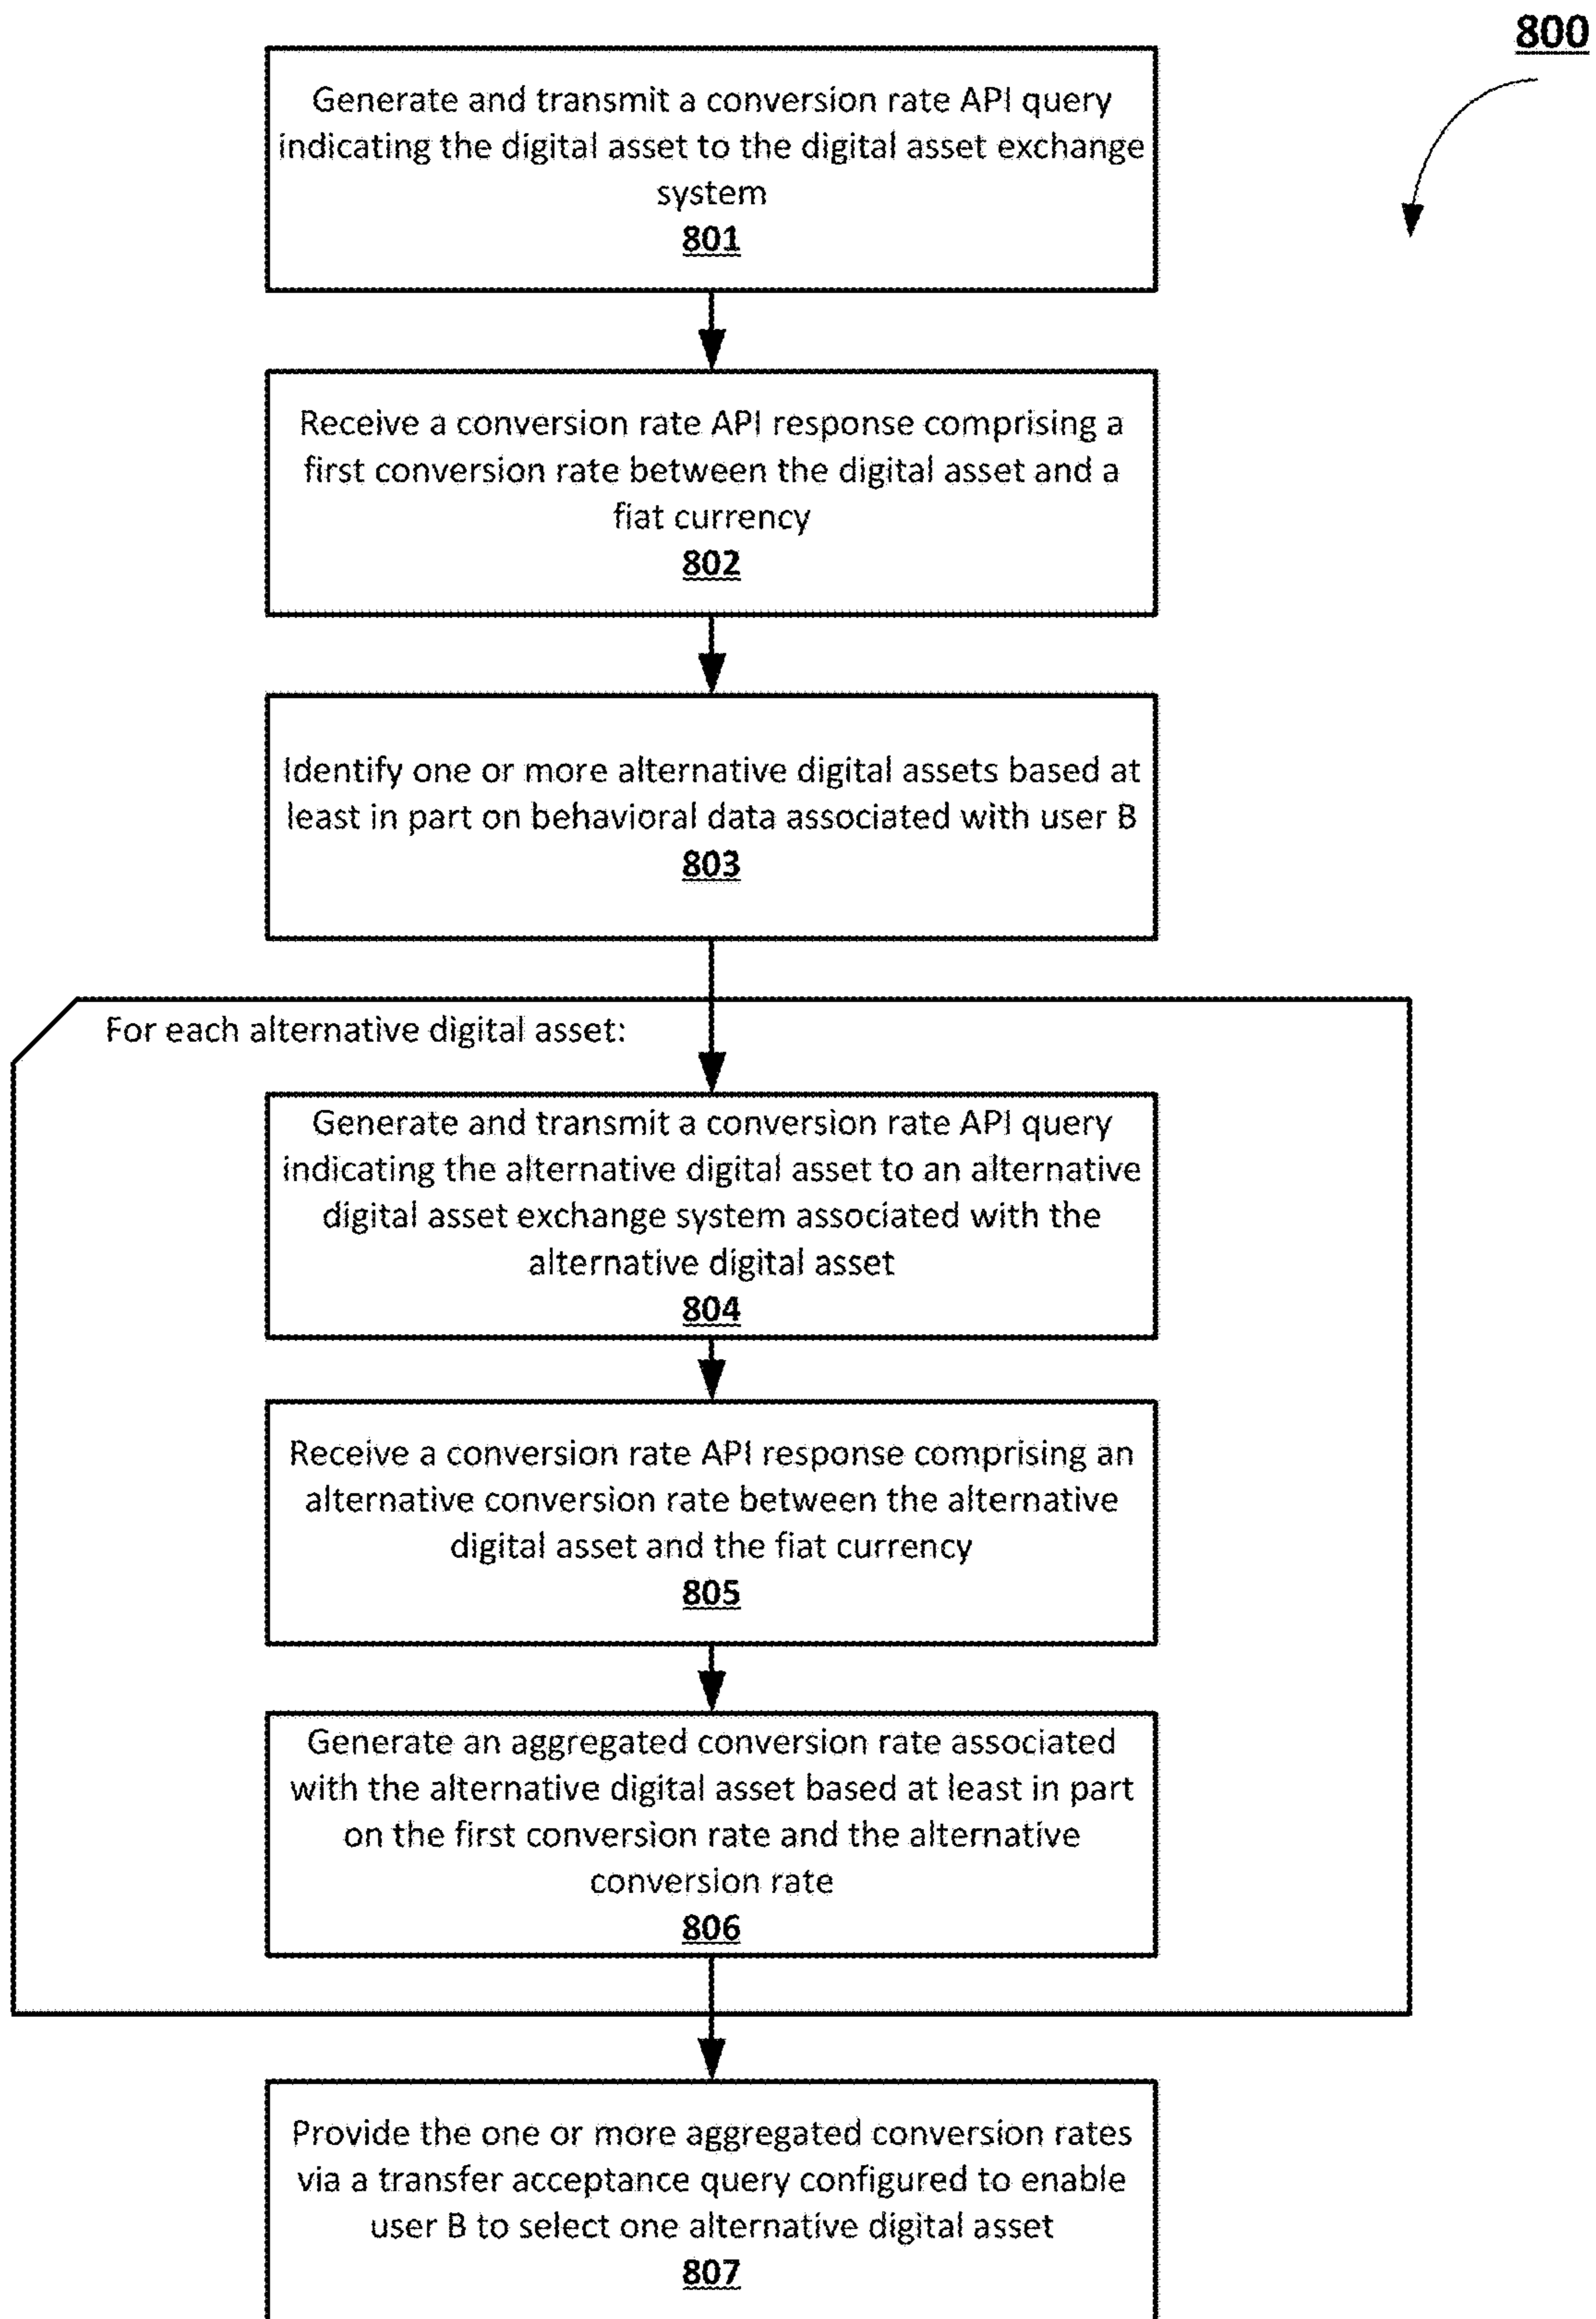 800
Generate and transmit a conversion rate API query
indicating the digital asset to the digital asset exchange
system
801
Receive a conversion rate API response comprising a
first conversion rate between the digital asset and a
fiat currency
802
Identify one or more alternative digital assets based at
least in part on behavioral data associated with user B
803
For each alternative digital asset:
Generate and transmit a conversion rate API query
indicating the alternative digital asset to an alternative
digital asset exchange system associated with the
alternative digital asset
804
Receive a conversion rate API response comprising an
alternative conversion rate between the alternative
digital asset and the fiat currency
805
Generate an aggregated conversion rate associated
with the alternative digital asset based at least in part
on the first conversion rate and the alternative
conversion rate
806
Provide the one or more aggregated conversion rates
via a transfer acceptance query configured to enable
user B to select one alternative digital asset
807